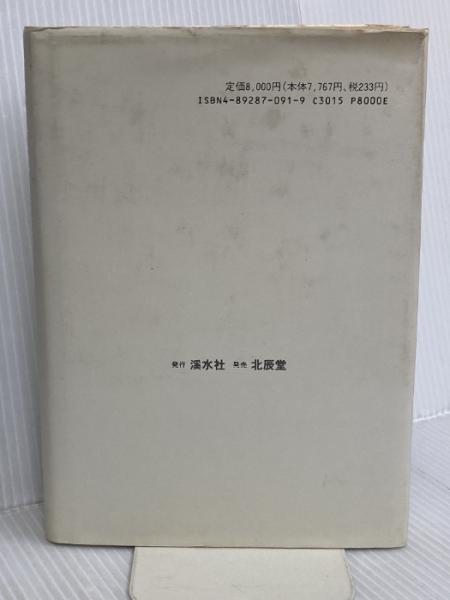 定価8,000円(本体7,767円、税233円)
ISBN4-89287-091-9 C3015 P8000E
発行 溪水社 発売 北辰堂